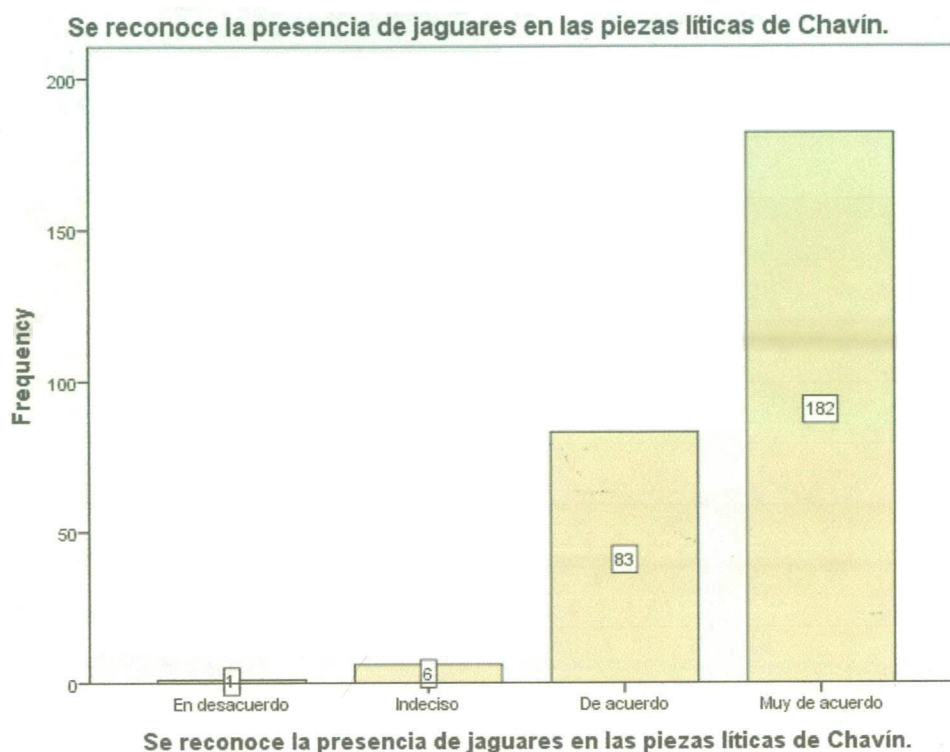 Se reconoce la presencia de jaguares en las piezas líticas de Chavín.
200
150
100
50
0
Frequency
1
6
83
182
En desacuerdo
Indeciso
De acuerdo
Muy de acuerdo
Se reconoce la presencia de jaguares en las piezas líticas de Chavín.